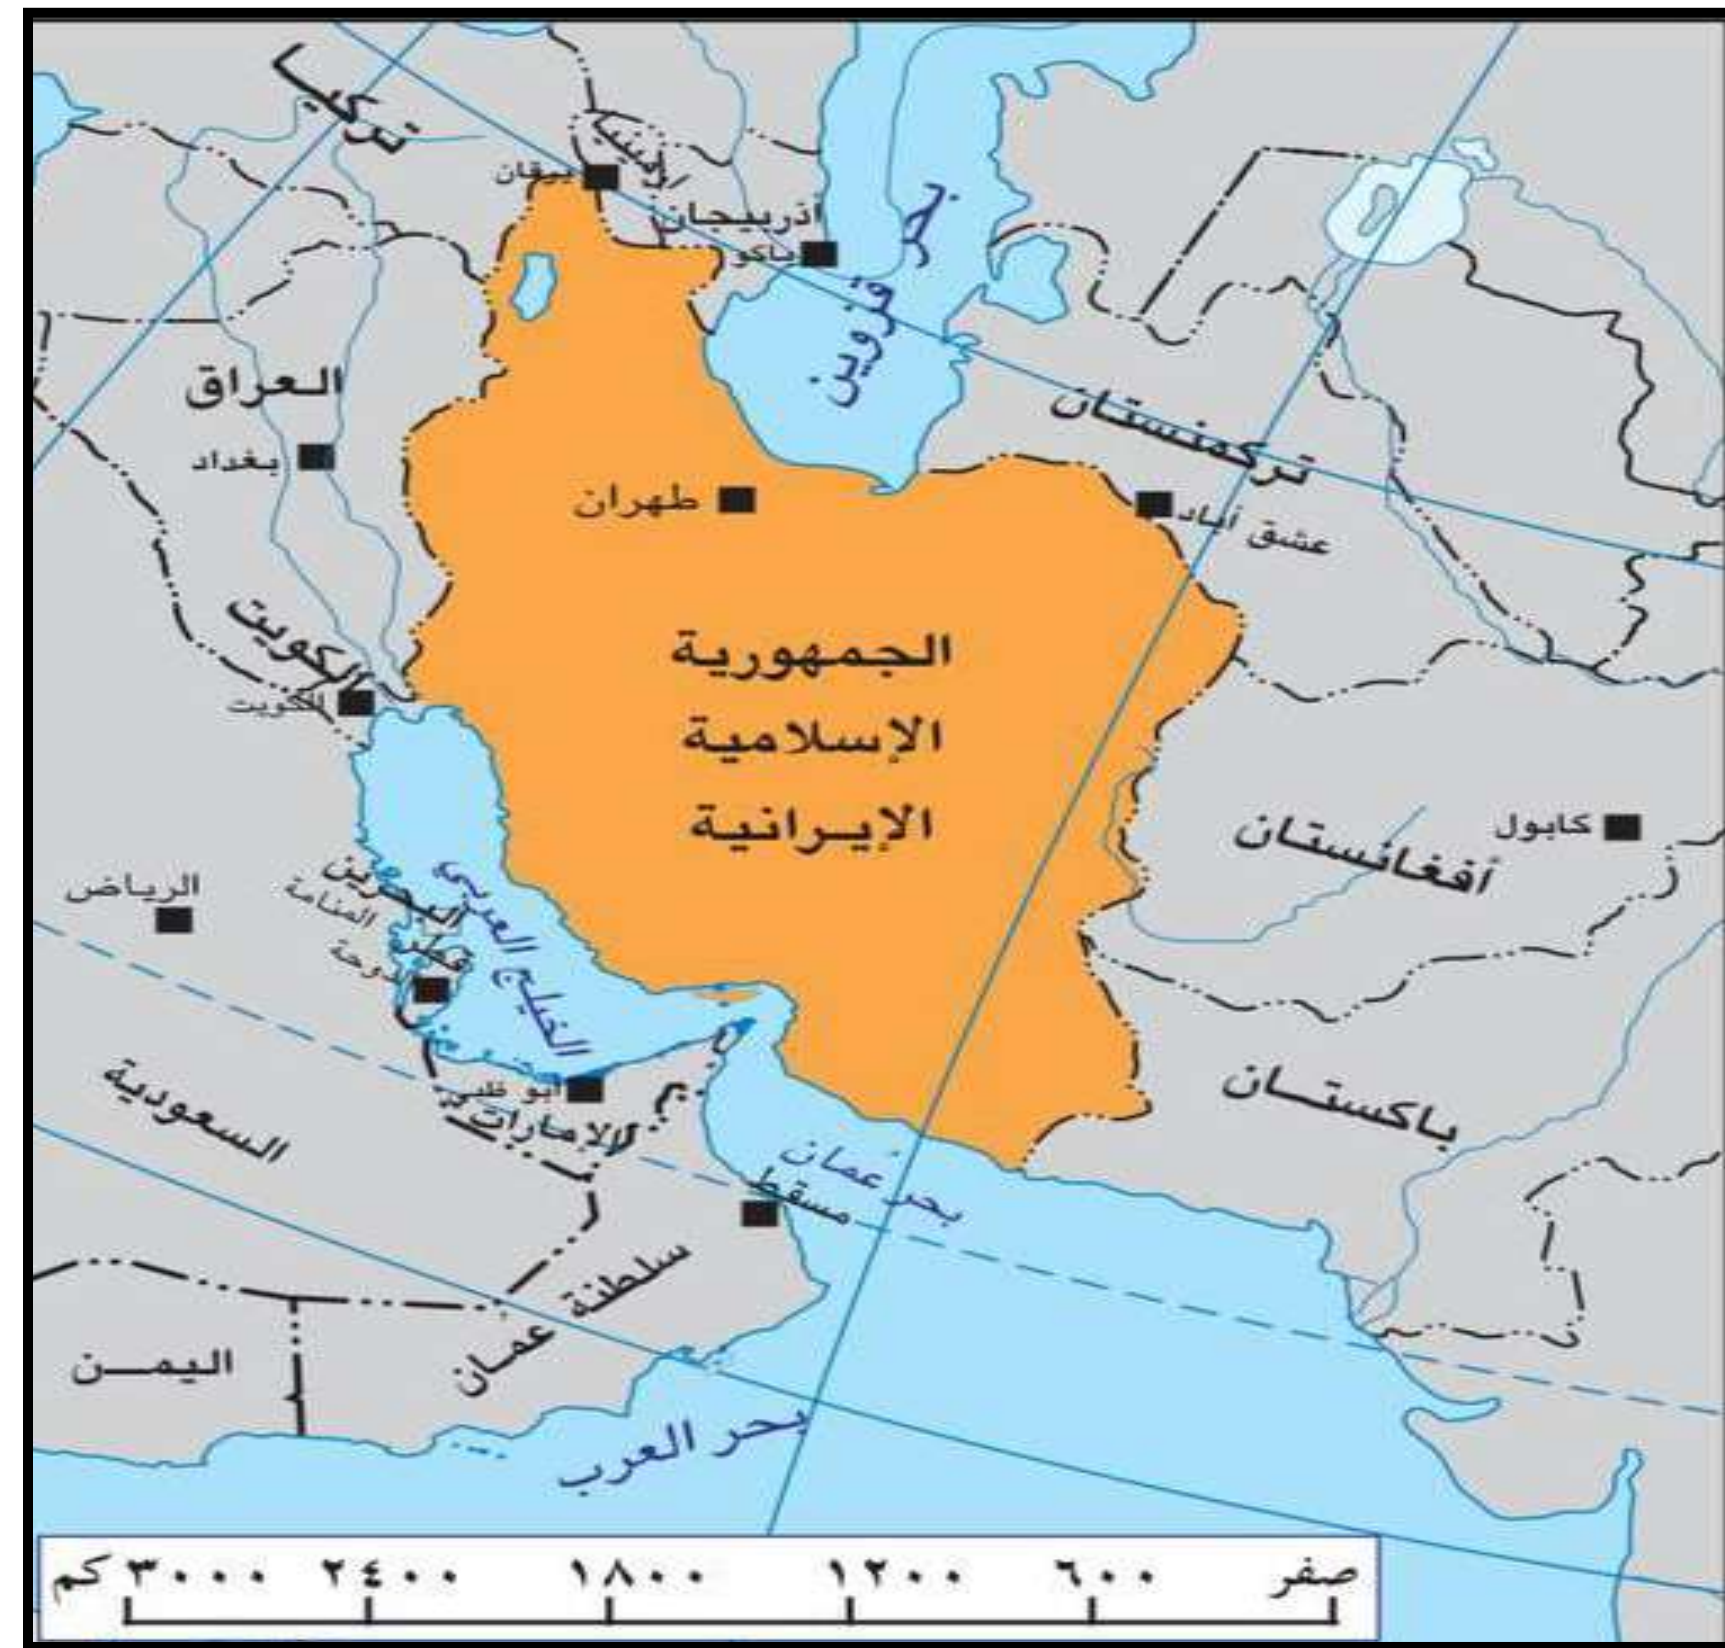 تركيا
أرمينيا
يريفان
أذربيجان
باكو
بحر قزوين
العراق
بغداد
تركمنستان
عشق أباد
طهران
الكويت
الكويت
الجمهورية
الإسلامية
الإيرانية
أفغانستان
كابول
الرياض
البحرين
المنامة
قطر
الدوحة
الخليج العربي
السعودية
أبو ظبي
الإمارات
باكستان
بحر عمان
مسقط
سلطنة عمان
اليمن
بحر العرب
صفر ٦٠٠ ١٢٠٠ ١٨٠٠ ٢٤٠٠ ٣٠٠٠ كم